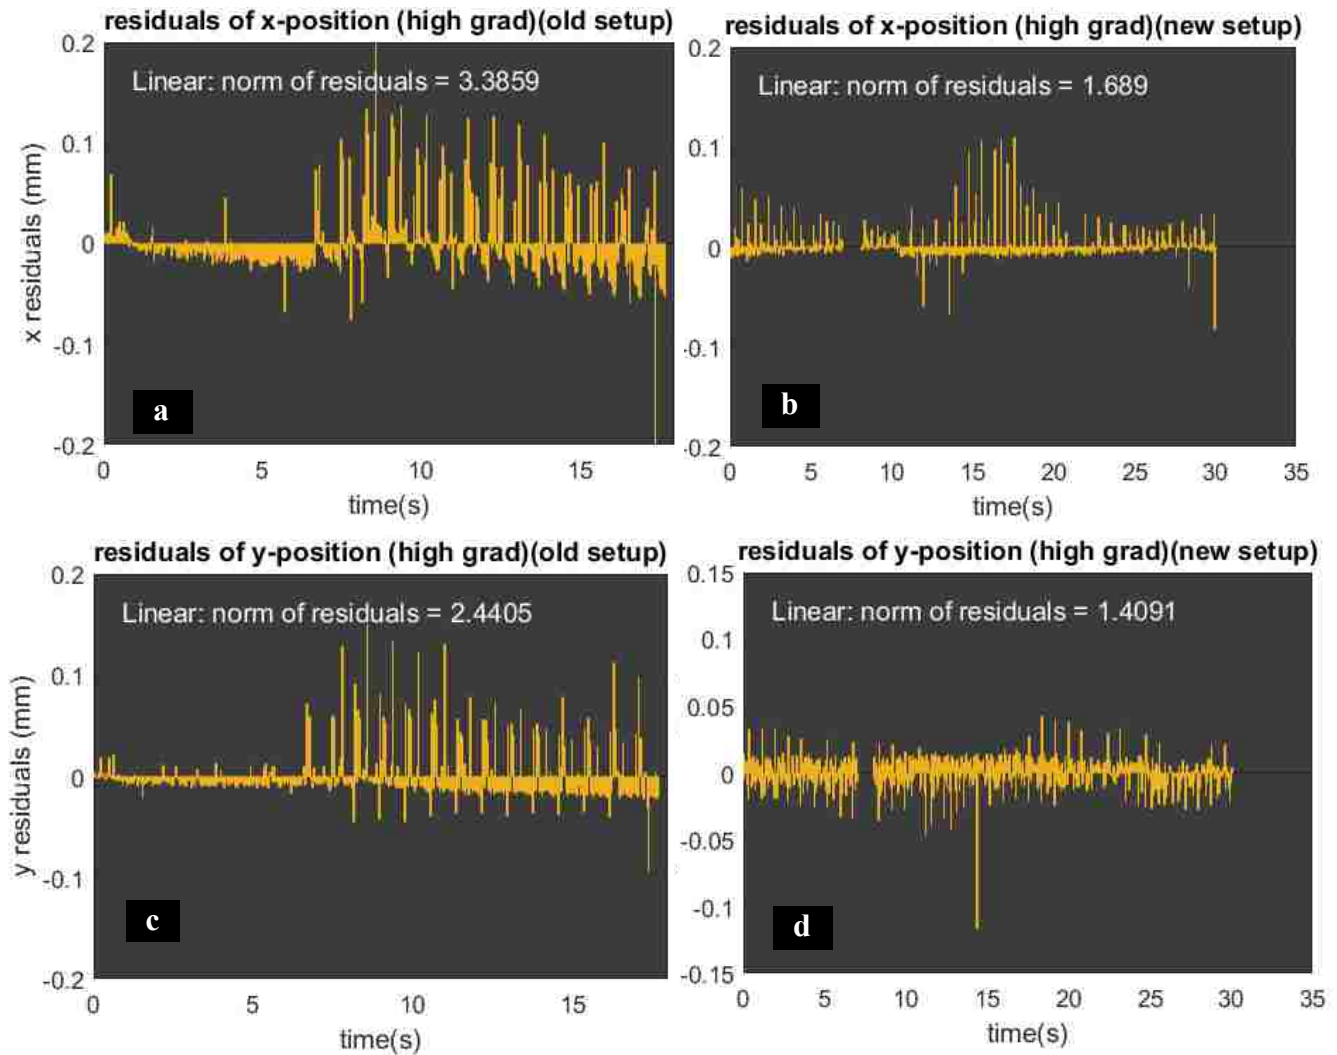 residuals of x-position (high grad)(old setup)
Linear: norm of residuals = 3.3859
x residuals (mm)
0.2
0.1
0
-0.1
-0.2
a
0 5 10 15
time(s)
residuals of x-position (high grad)(new setup)
Linear: norm of residuals = 1.689
0.2
0.1
0
-0.1
-0.2
b
0 5 10 15 20 25 30 35
time(s)
residuals of y-position (high grad)(old setup)
Linear: norm of residuals = 2.4405
y residuals (mm)
0.2
0.1
0
-0.1
-0.2
c
0 5 10 15
time(s)
residuals of y-position (high grad)(new setup)
Linear: norm of residuals = 1.4091
0.15
0.1
0.05
0
-0.05
-0.1
-0.15
d
0 5 10 15 20 25 30 35
time(s)